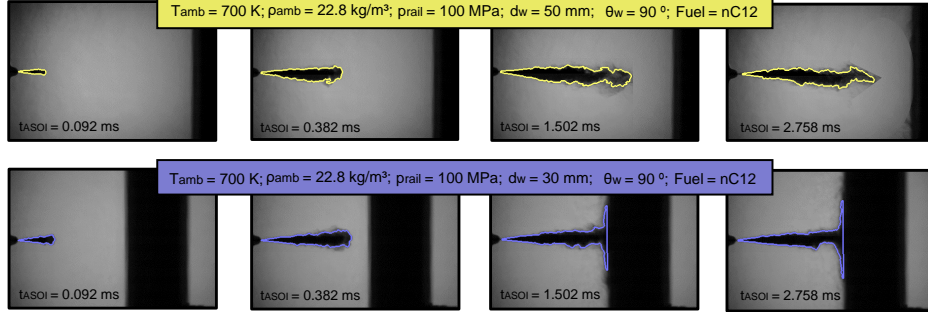 Tamb = 700 K; ρamb = 22.8 kg/m³; prail = 100 MPa; dw = 50 mm; θw = 90 º; Fuel = nC12
tASOI = 0.092 ms
tASOI = 0.382 ms
tASOI = 1.502 ms
tASOI = 2.758 ms
Tamb = 700 K; ρamb = 22.8 kg/m³; prail = 100 MPa; dw = 30 mm; θw = 90 º; Fuel = nC12
tASOI = 0.092 ms
tASOI = 0.382 ms
tASOI = 1.502 ms
tASOI = 2.758 ms